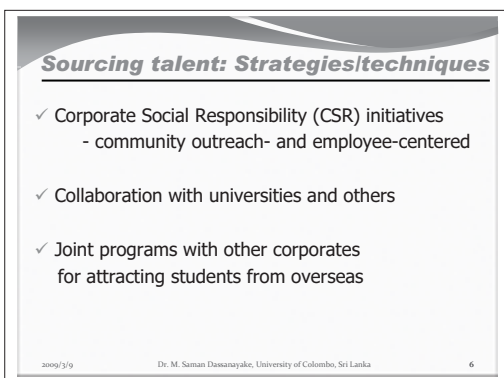 Sourcing talent: Strategies/techniques
✓ Corporate Social Responsibility (CSR) initiatives
- community outreach- and employee-centered
✓ Collaboration with universities and others
✓ Joint programs with other corporates
for attracting students from overseas
2009/3/9 Dr. M. Saman Dassanayake, University of Colombo, Sri Lanka 6